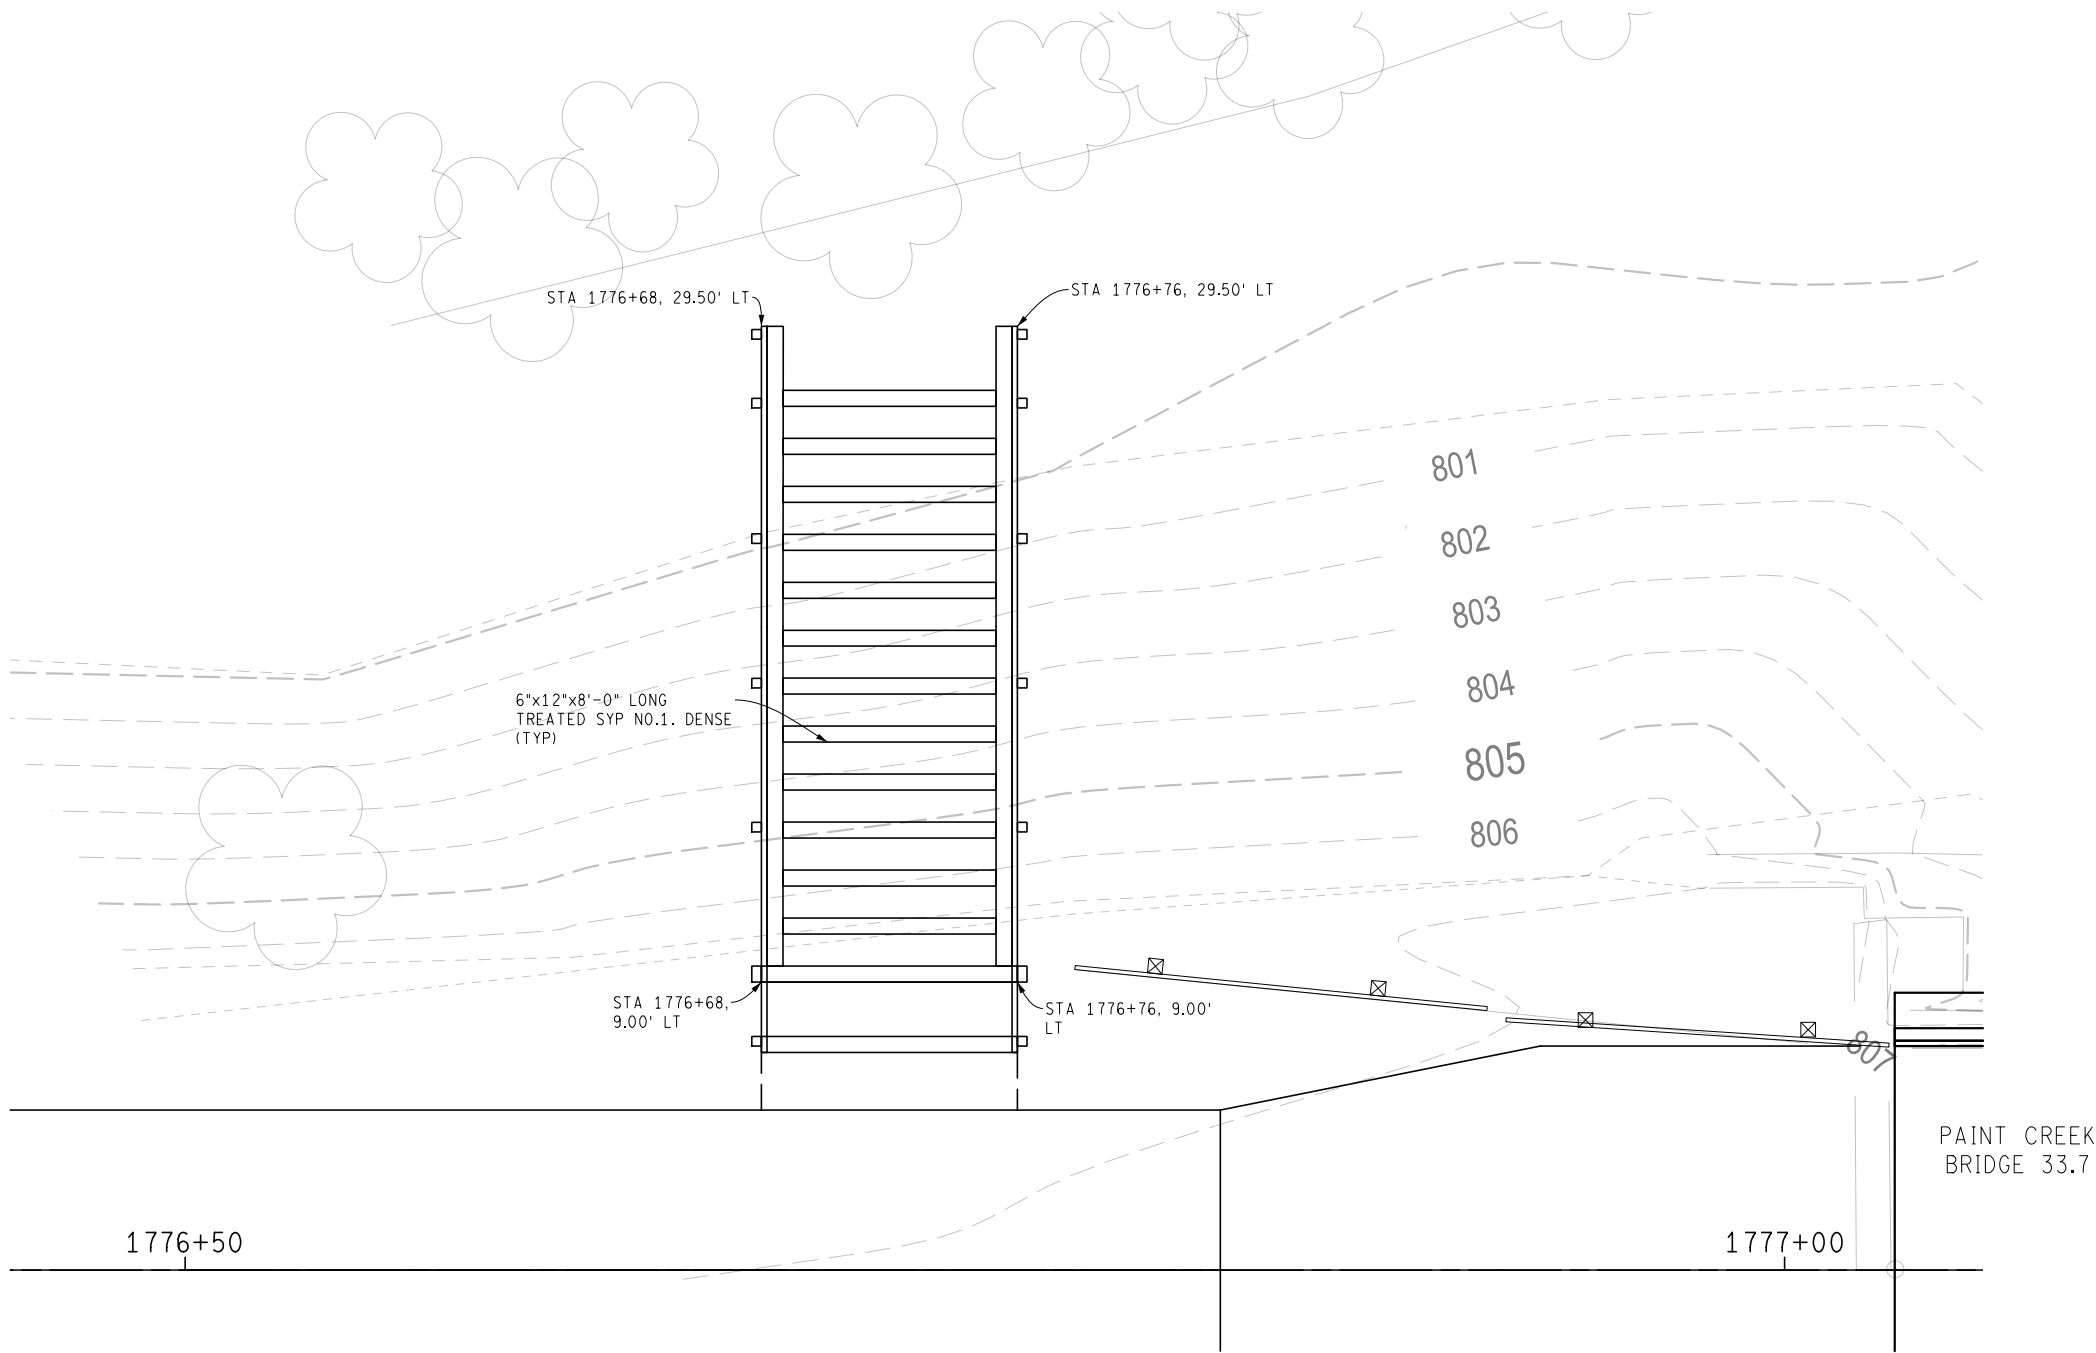 STA 1776+68, 29.50' LT
STA 1776+76, 29.50' LT
801
802
803
804
805
806
6"x12"x8'-0" LONG
TREATED SYP NO.1. DENSE
(TYP)
STA 1776+68,
9.00' LT
STA 1776+76, 9.00'
LT
807
PAINT CREEK
BRIDGE 33.7
1776+50
1777+00